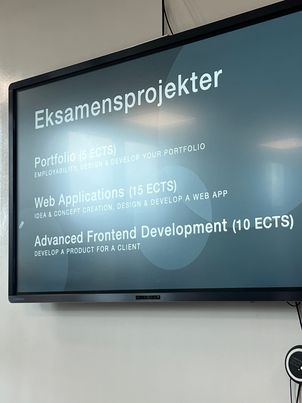 Eksamensprojekter
Portfolio (5 ECTS)
EMPLOYABILITY, DESIGN & DEVELOP YOUR PORTFOLIO
Web Applications (15 ECTS)
IDEA & CONCEPT CREATION, DESIGN & DEVELOP A WEB APP
Advanced Frontend Development (10 ECTS)
DEVELOP A PRODUCT FOR A CLIENT